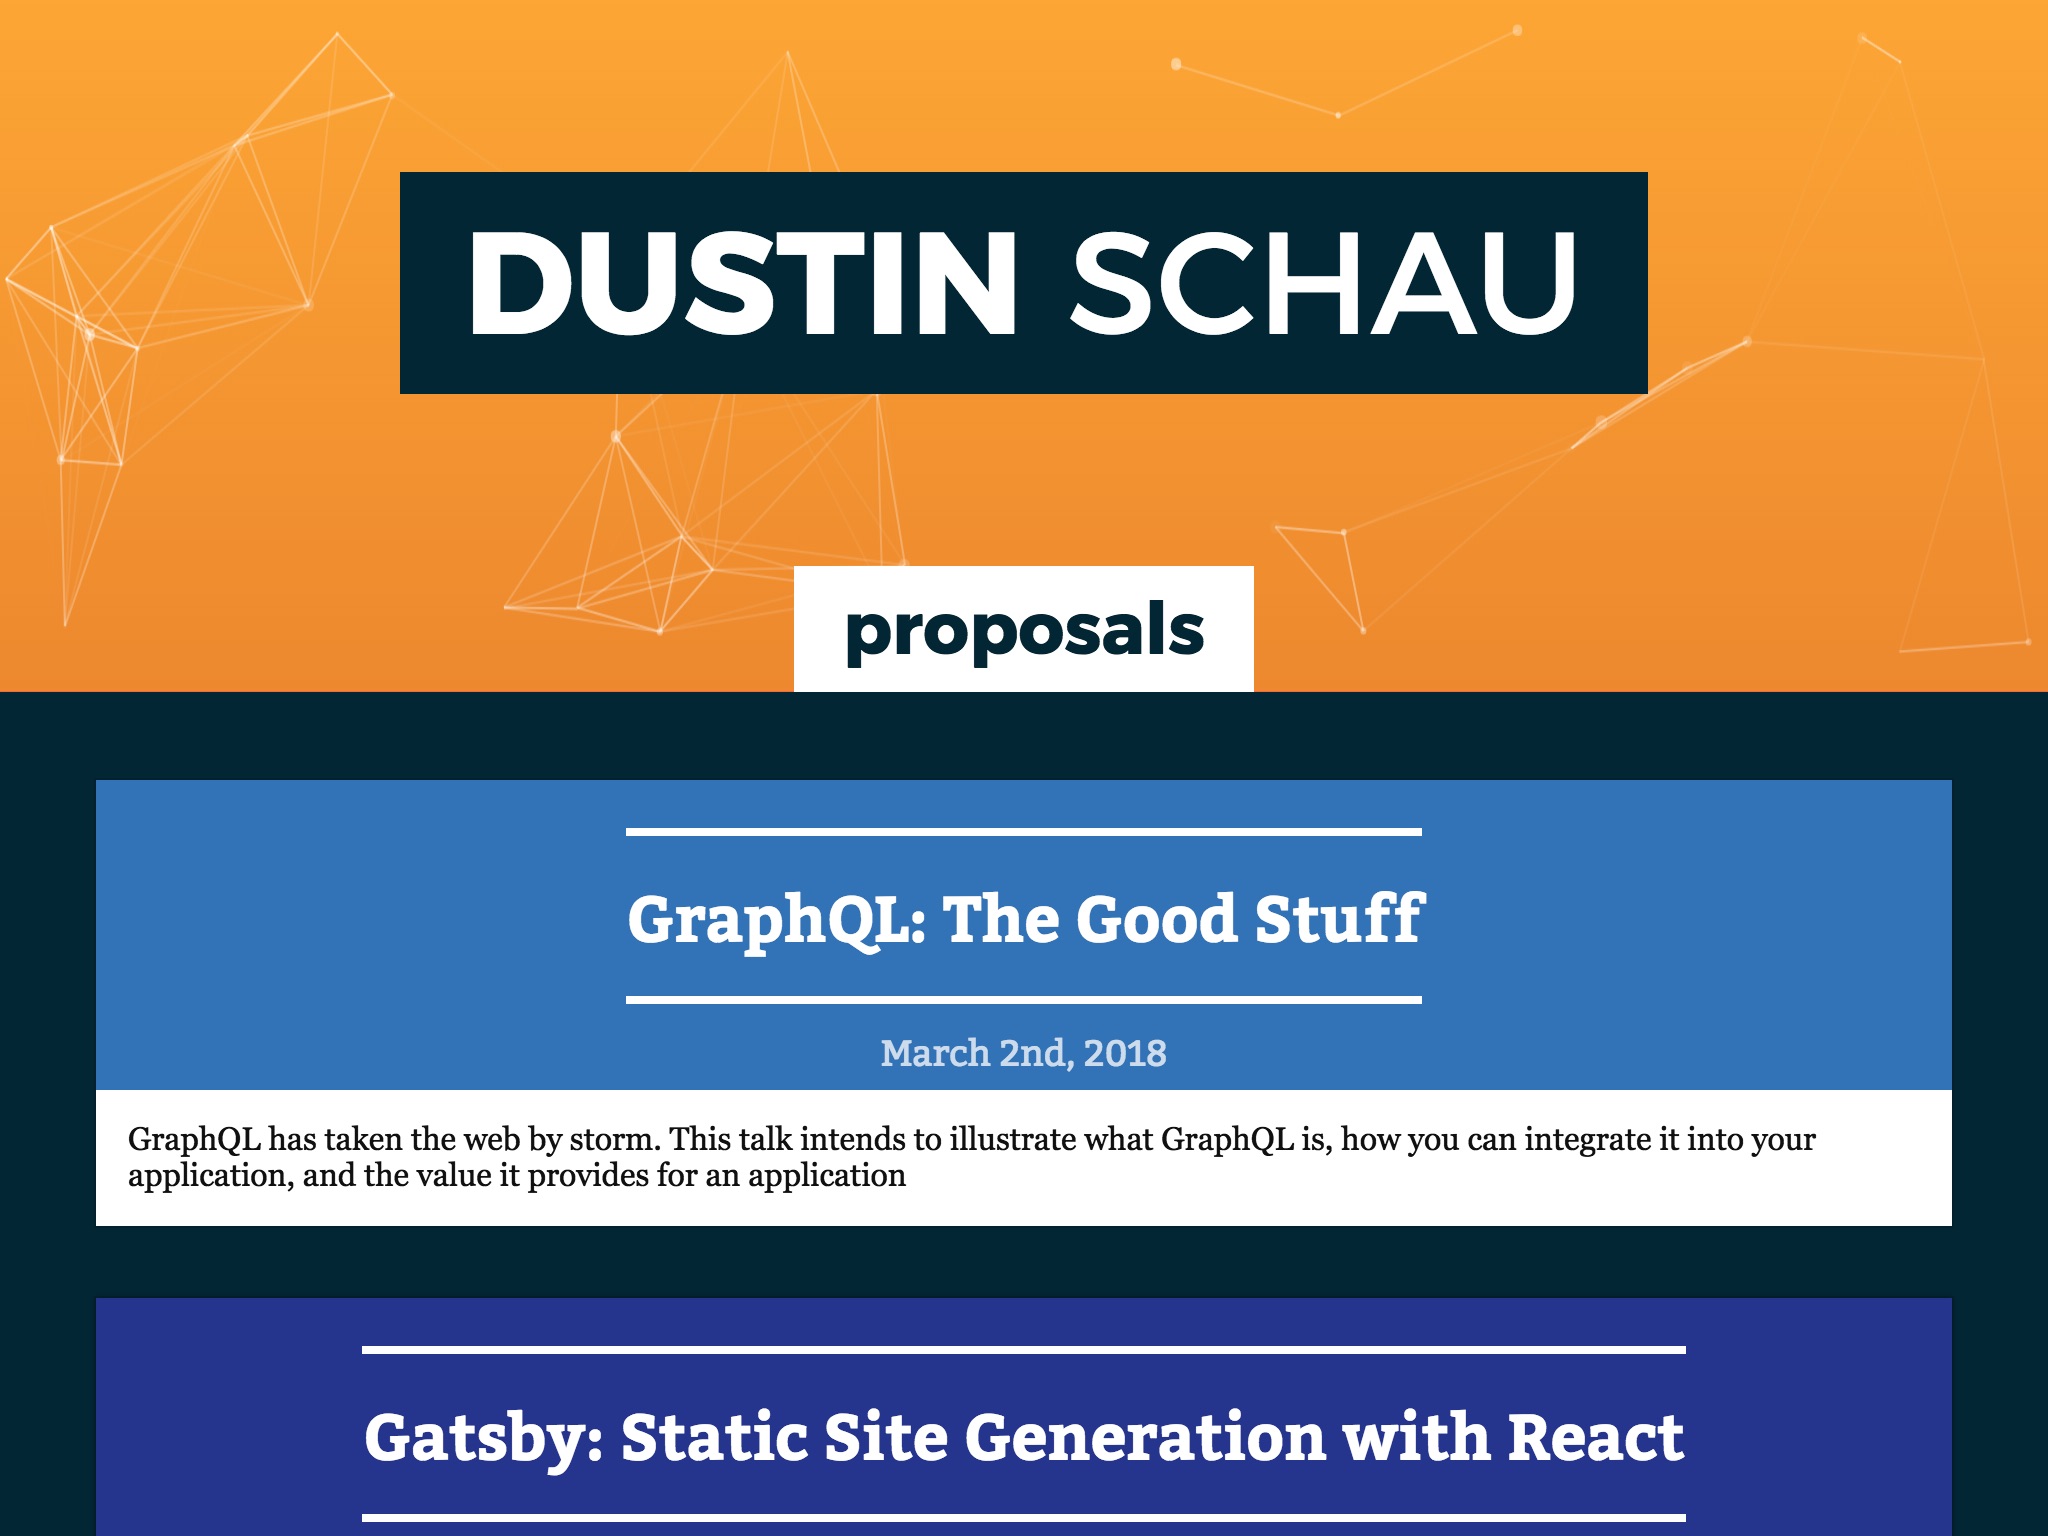 DUSTIN SCHAU
proposals
GraphQL: The Good Stuff
March 2nd, 2018
GraphQL has taken the web by storm. This talk intends to illustrate what GraphQL is, how you can integrate it into your
application, and the value it provides for an application
Gatsby: Static Site Generation with React